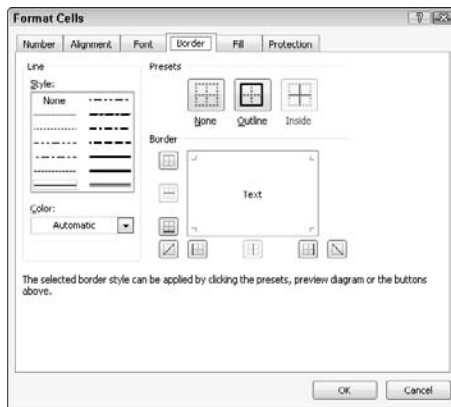 Format Cells
Number Alignment Font Border Fill Protection
Line
Style:
None
Color:
Automatic
Presets
None Outline Inside
Border
Text
The selected border style can be applied by clicking the presets, preview diagram or the buttons
above.
OK Cancel